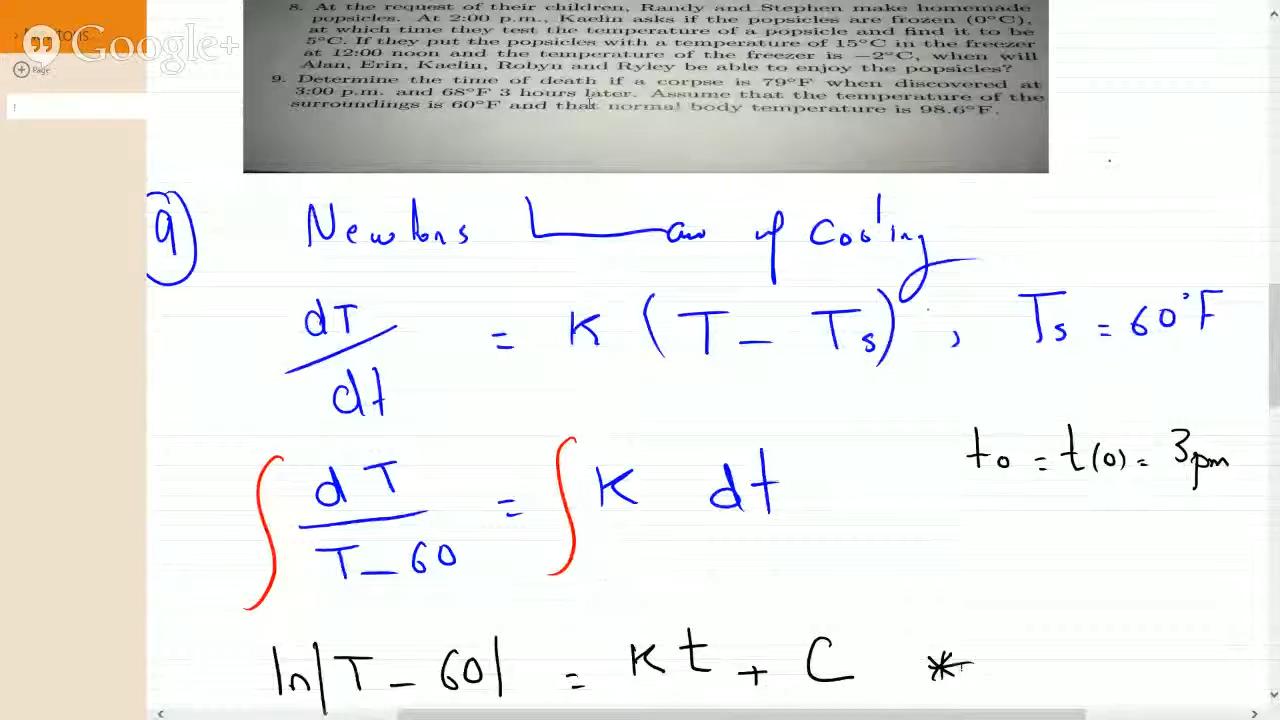 Google+
Page
8. At the request of their children, Randy and Stephen make homemade
popsicles. At 2:00 p.m., Kaelin asks if the popsicles are frozen (0°C),
at which time they test the temperature of a popsicle and find it to be
5°C. If they put the popsicles with a temperature of 15°C in the freezer
at 12:00 noon and the temperature of the freezer is −2°C, when will
Alan, Erin, Kaelin, Robyn and Ryley be able to enjoy the popsicles?
9. Determine the time of death if a corpse is 79°F when discovered at
3:00 p.m. and 68°F 3 hours later. Assume that the temperature of the
surroundings is 60°F and that normal body temperature is 98.6°F.
9) Newtons Law of Cooling
dT/dt = K (T − Ts) , Ts = 60°F
t0 = t(0) = 3pm
∫ dT/(T − 60) = ∫ K dt
ln|T − 60| = Kt + C *